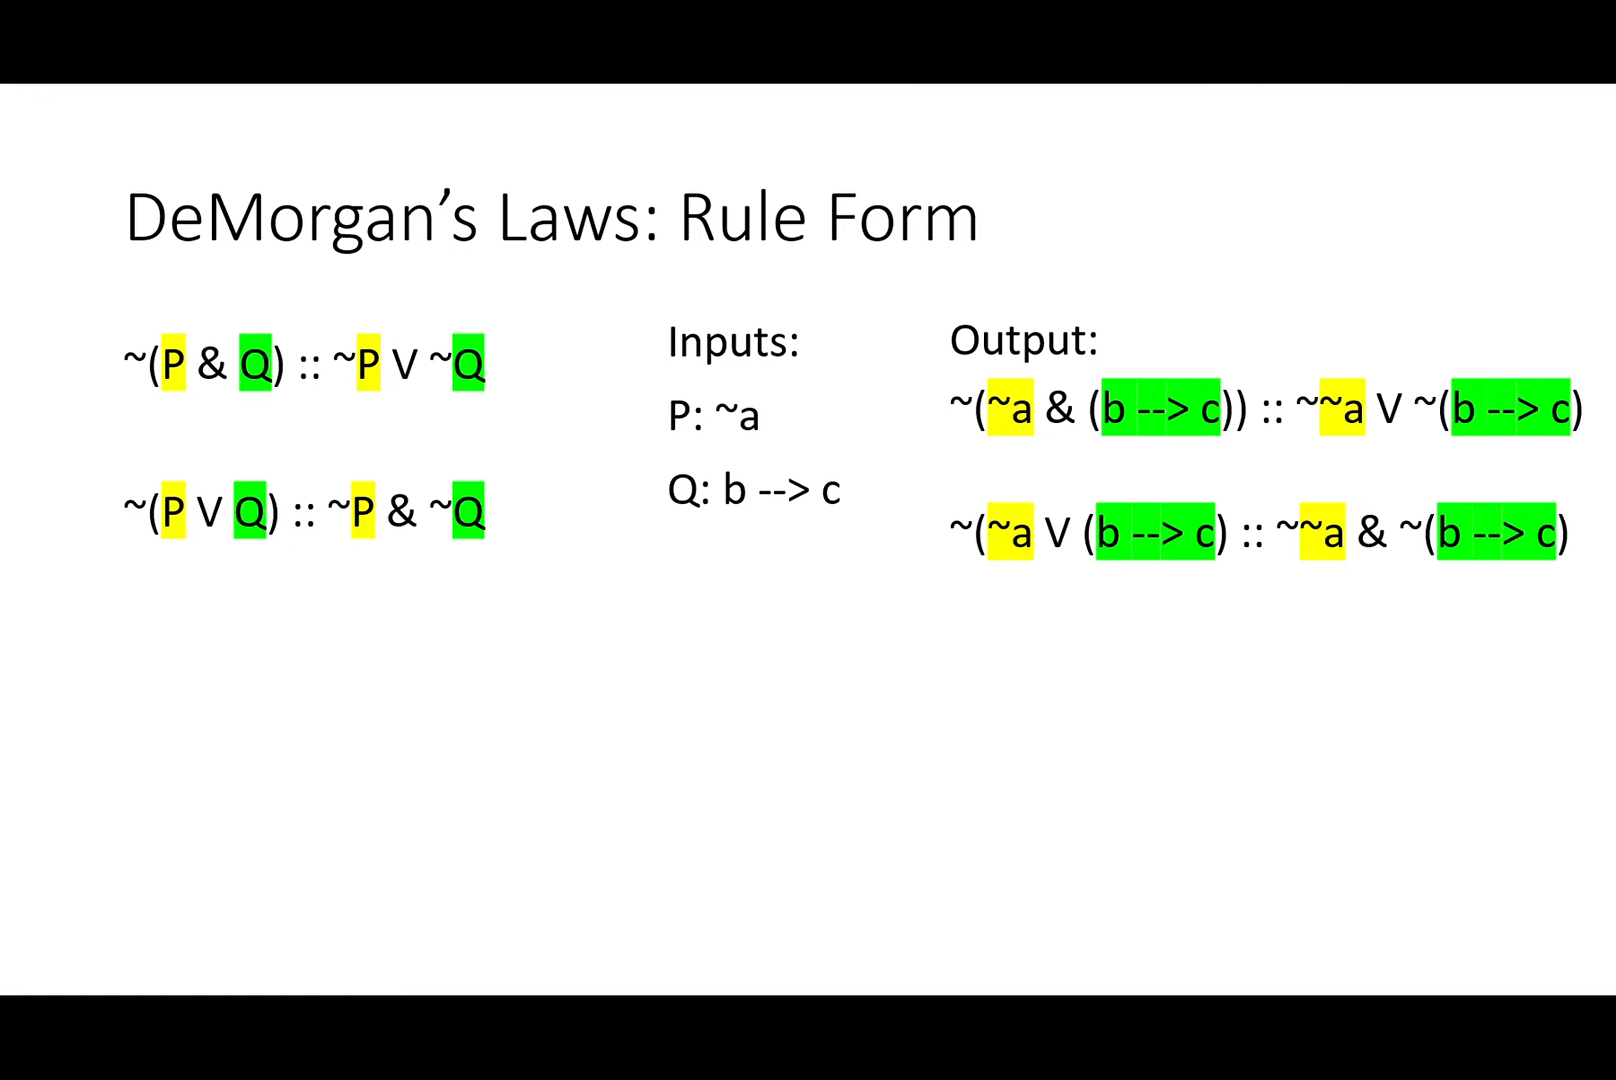 DeMorgan’s Laws: Rule Form
~(P & Q) :: ~P V ~Q
~(P V Q) :: ~P & ~Q
Inputs:
P: ~a
Q: b --> c
Output:
~(~a & (b --> c)) :: ~~a V ~(b --> c)
~(~a V (b --> c) :: ~~a & ~(b --> c)